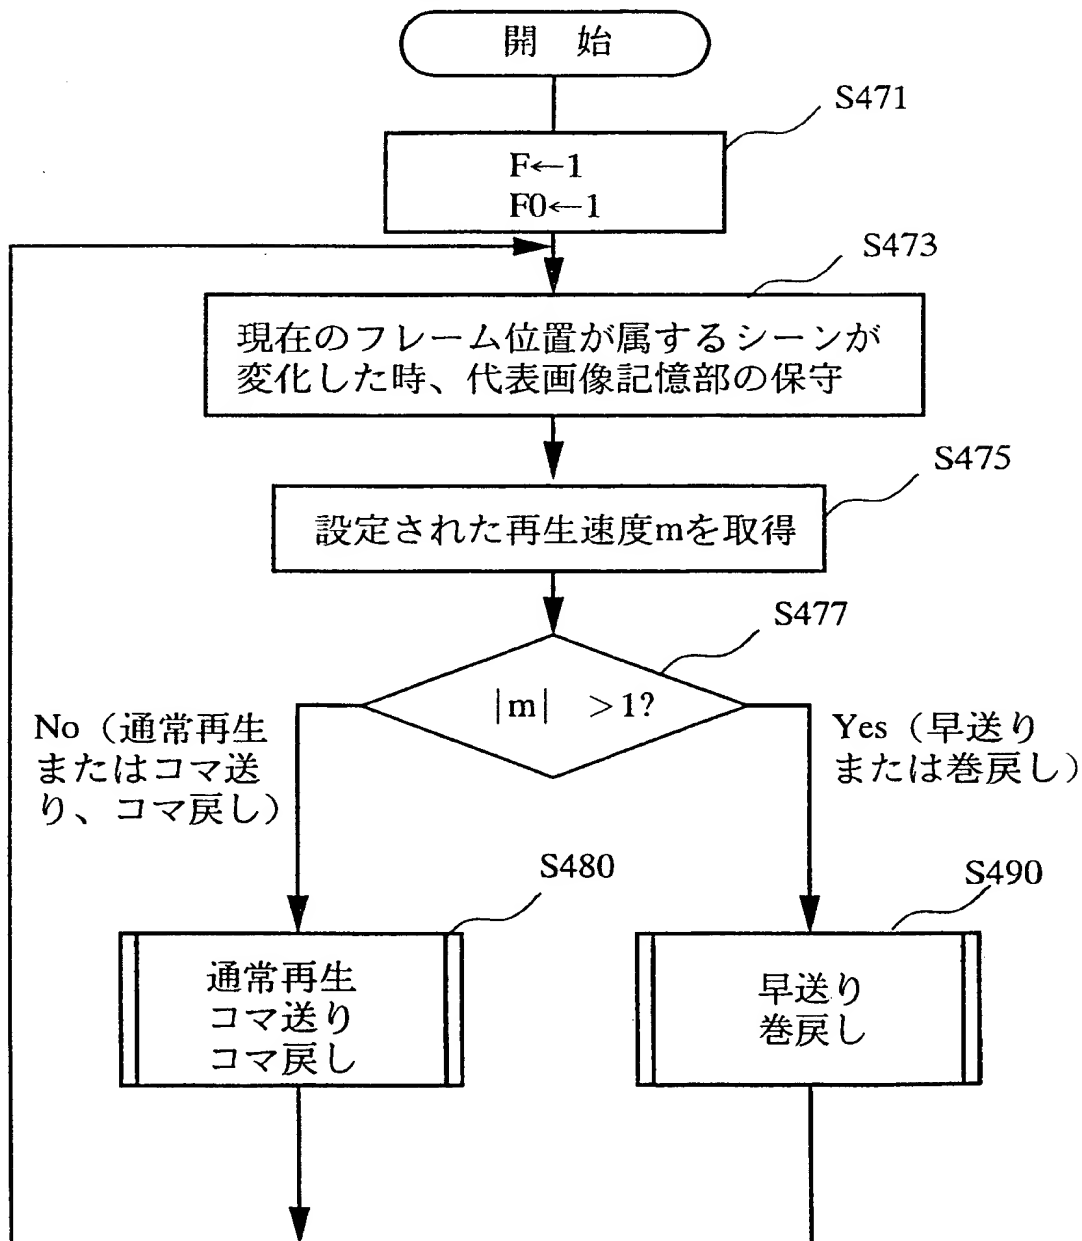 開 始
S471
F←1
F0←1
S473
現在のフレーム位置が属するシーンが
変化した時、代表画像記憶部の保守
S475
設定された再生速度mを取得
S477
|m| >1?
No（通常再生
またはコマ送
り、コマ戻し）
Yes（早送り
または巻戻し）
S480
S490
通常再生
コマ送り
コマ戻し
早送り
巻戻し